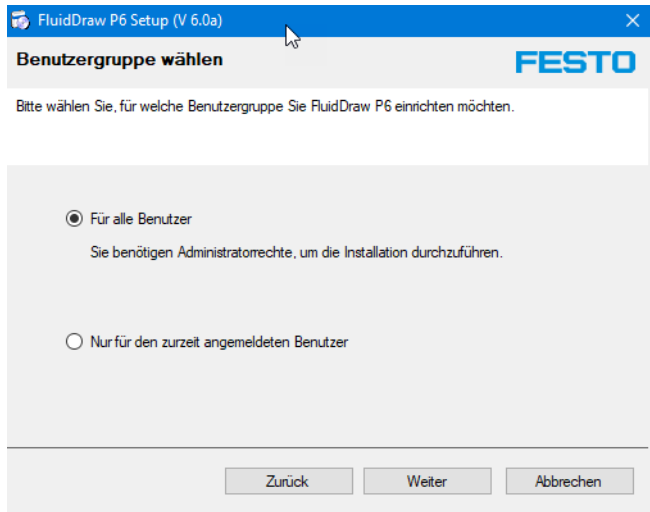 FluidDraw P6 Setup (V 6.0a)
Benutzergruppe wählen
FESTO
Bitte wählen Sie, für welche Benutzergruppe Sie FluidDraw P6 einrichten möchten.
Für alle Benutzer
Sie benötigen Administratorrechte, um die Installation durchzuführen.
Nur für den zurzeit angemeldeten Benutzer
Zurück
Weiter
Abbrechen